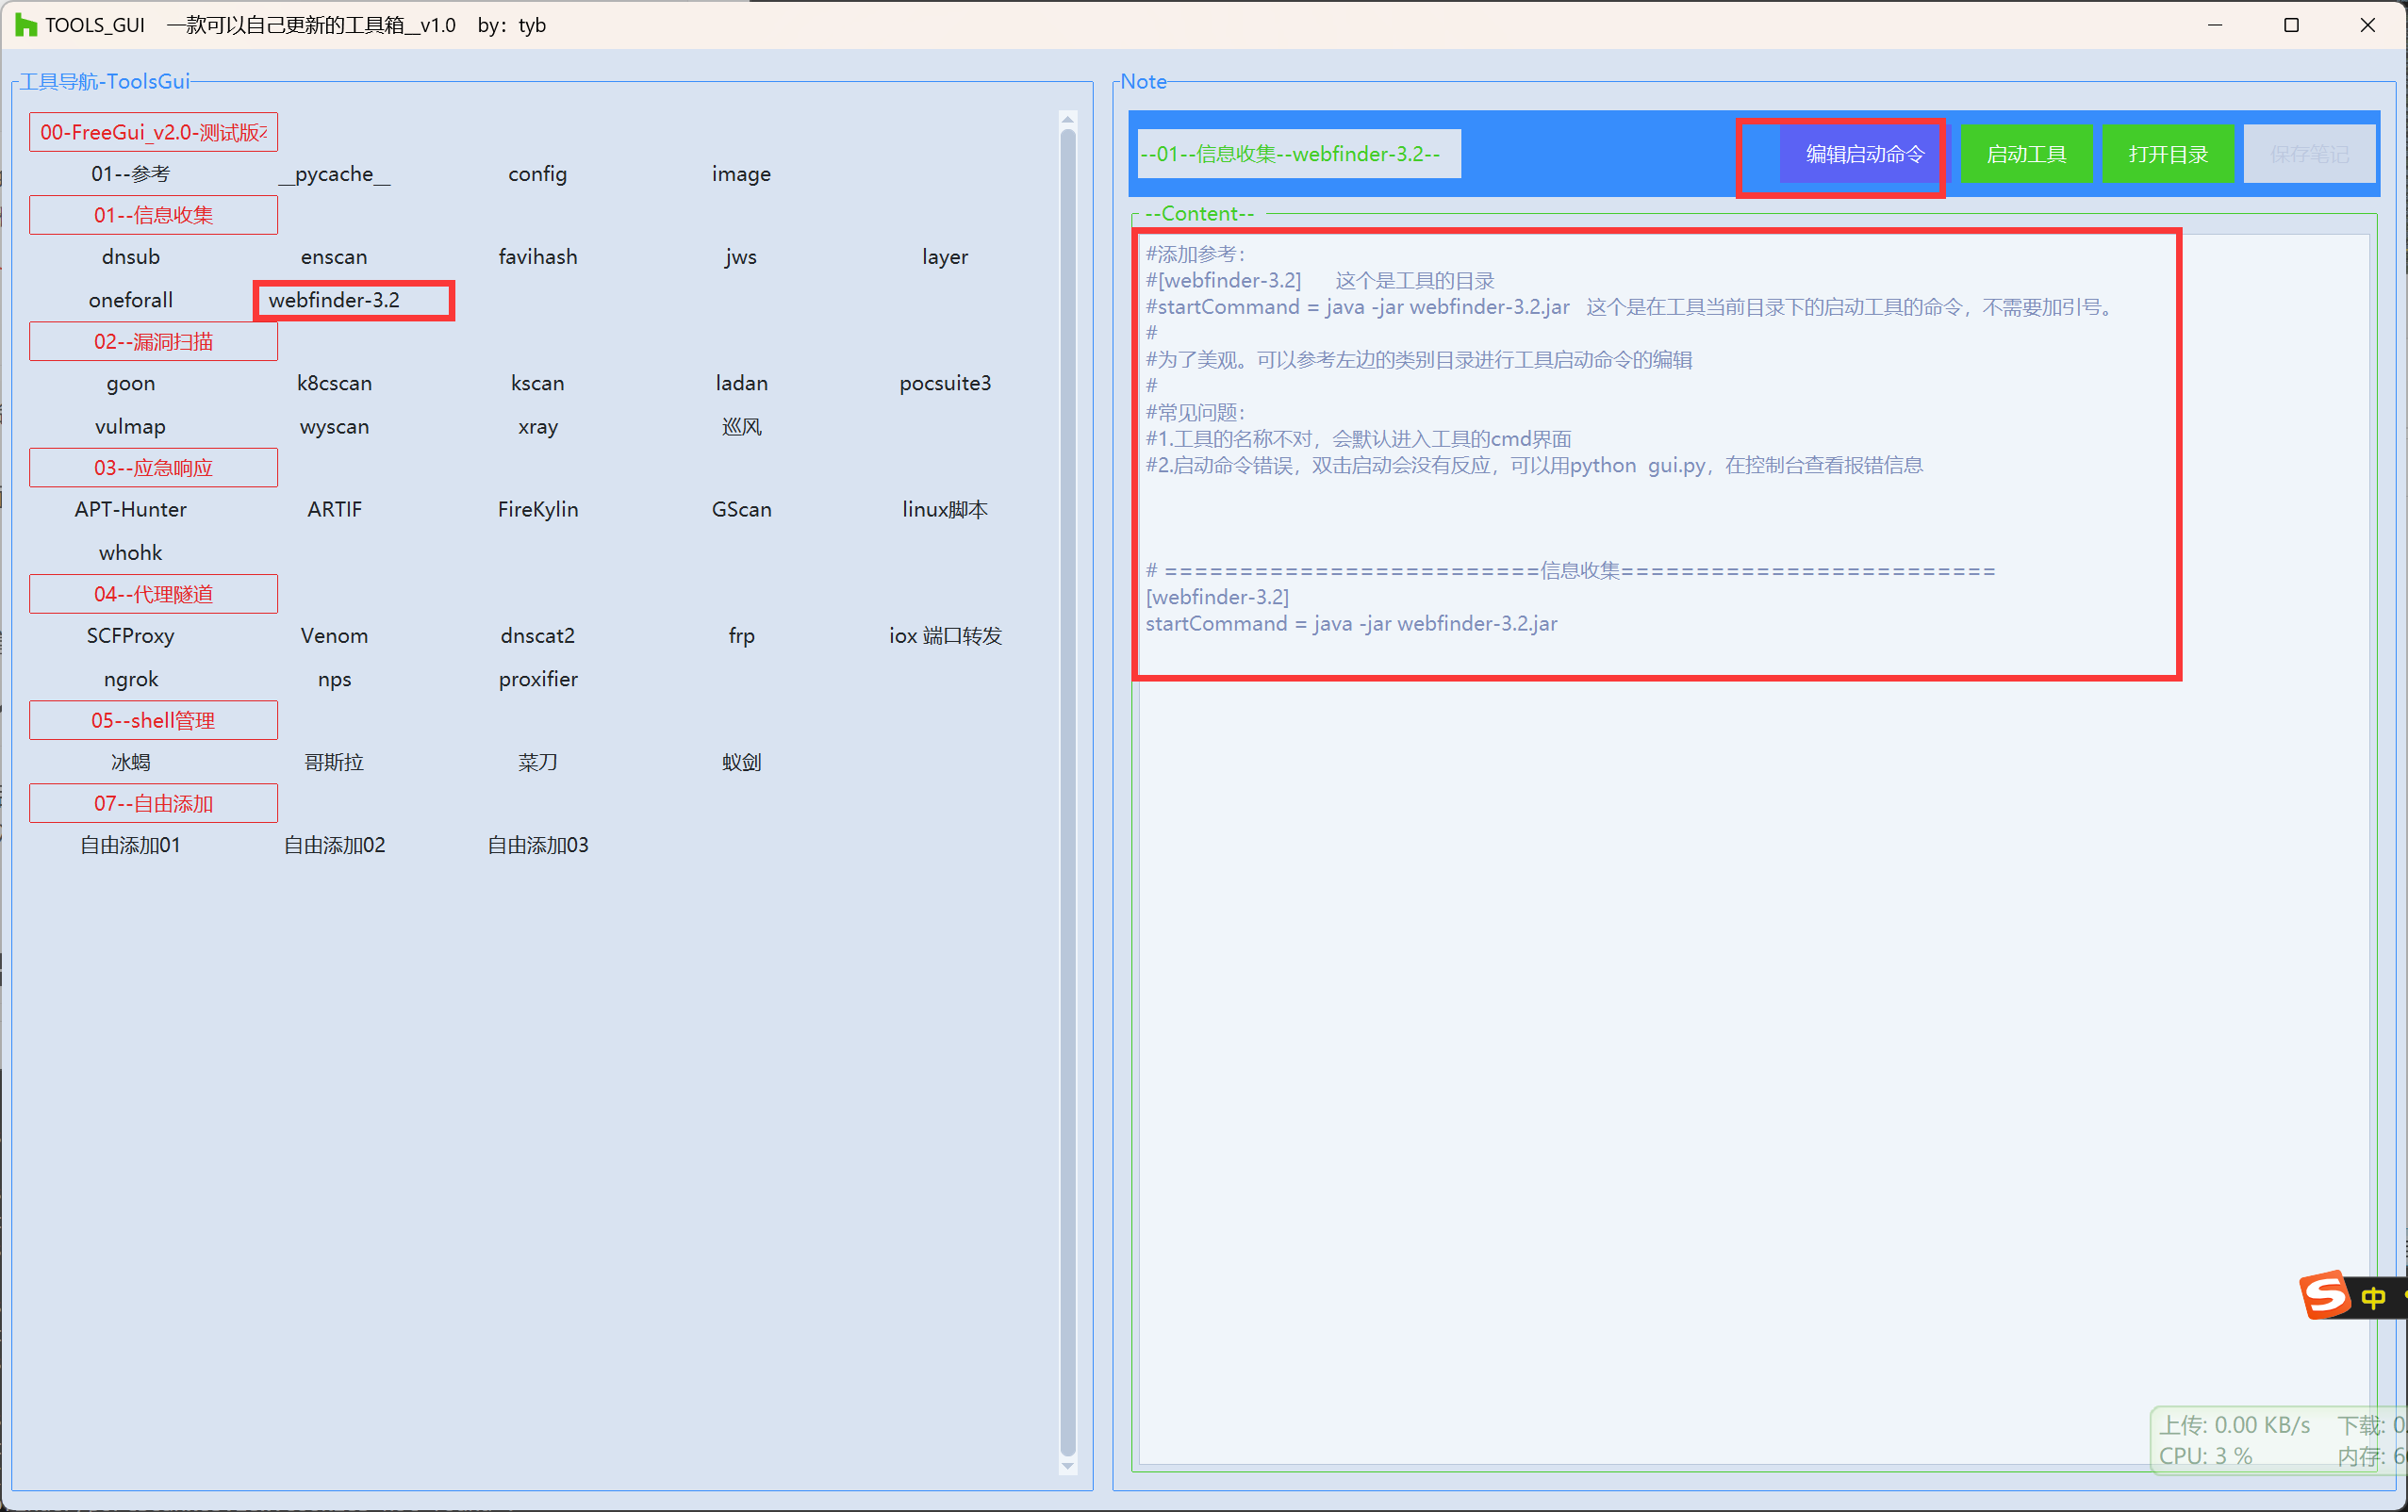 TOOLS_GUI 一款可以自己更新的工具箱__v1.0 by：tyb
工具导航-ToolsGui
00-FreeGui_v2.0-测试版
01--参考 __pycache__ config image
01--信息收集
dnsub enscan favihash jws layer
oneforall webfinder-3.2
02--漏洞扫描
goon k8cscan kscan ladan pocsuite3
vulmap wyscan xray 巡风
03--应急响应
APT-Hunter ARTIF FireKylin GScan linux脚本
whohk
04--代理隧道
SCFProxy Venom dnscat2 frp iox 端口转发
ngrok nps proxifier
05--shell管理
冰蝎 哥斯拉 菜刀 蚁剑
07--自由添加
自由添加01 自由添加02 自由添加03
Note
--01--信息收集--webfinder-3.2-- 编辑启动命令 启动工具 打开目录 保存笔记
--Content--
#添加参考：
#[webfinder-3.2] 这个是工具的目录
#startCommand = java -jar webfinder-3.2.jar 这个是在工具当前目录下的启动工具的命令，不需要加引号。
#
#为了美观。可以参考左边的类别目录进行工具启动命令的编辑
#
#常见问题：
#1.工具的名称不对，会默认进入工具的cmd界面
#2.启动命令错误，双击启动会没有反应，可以用python gui.py，在控制台查看报错信息
# =========================信息收集=========================
[webfinder-3.2]
startCommand = java -jar webfinder-3.2.jar
中
上传: 0.00 KB/s 下载: 0.
CPU: 3 % 内存: 6